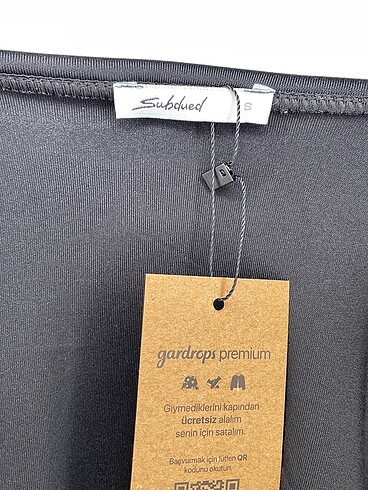 Subdued
S
gardrops premium
Giymediklerini kapından
ücretsiz alalım
senin için satalım.
Başvurmak için lütfen QR
kodunu okutun.